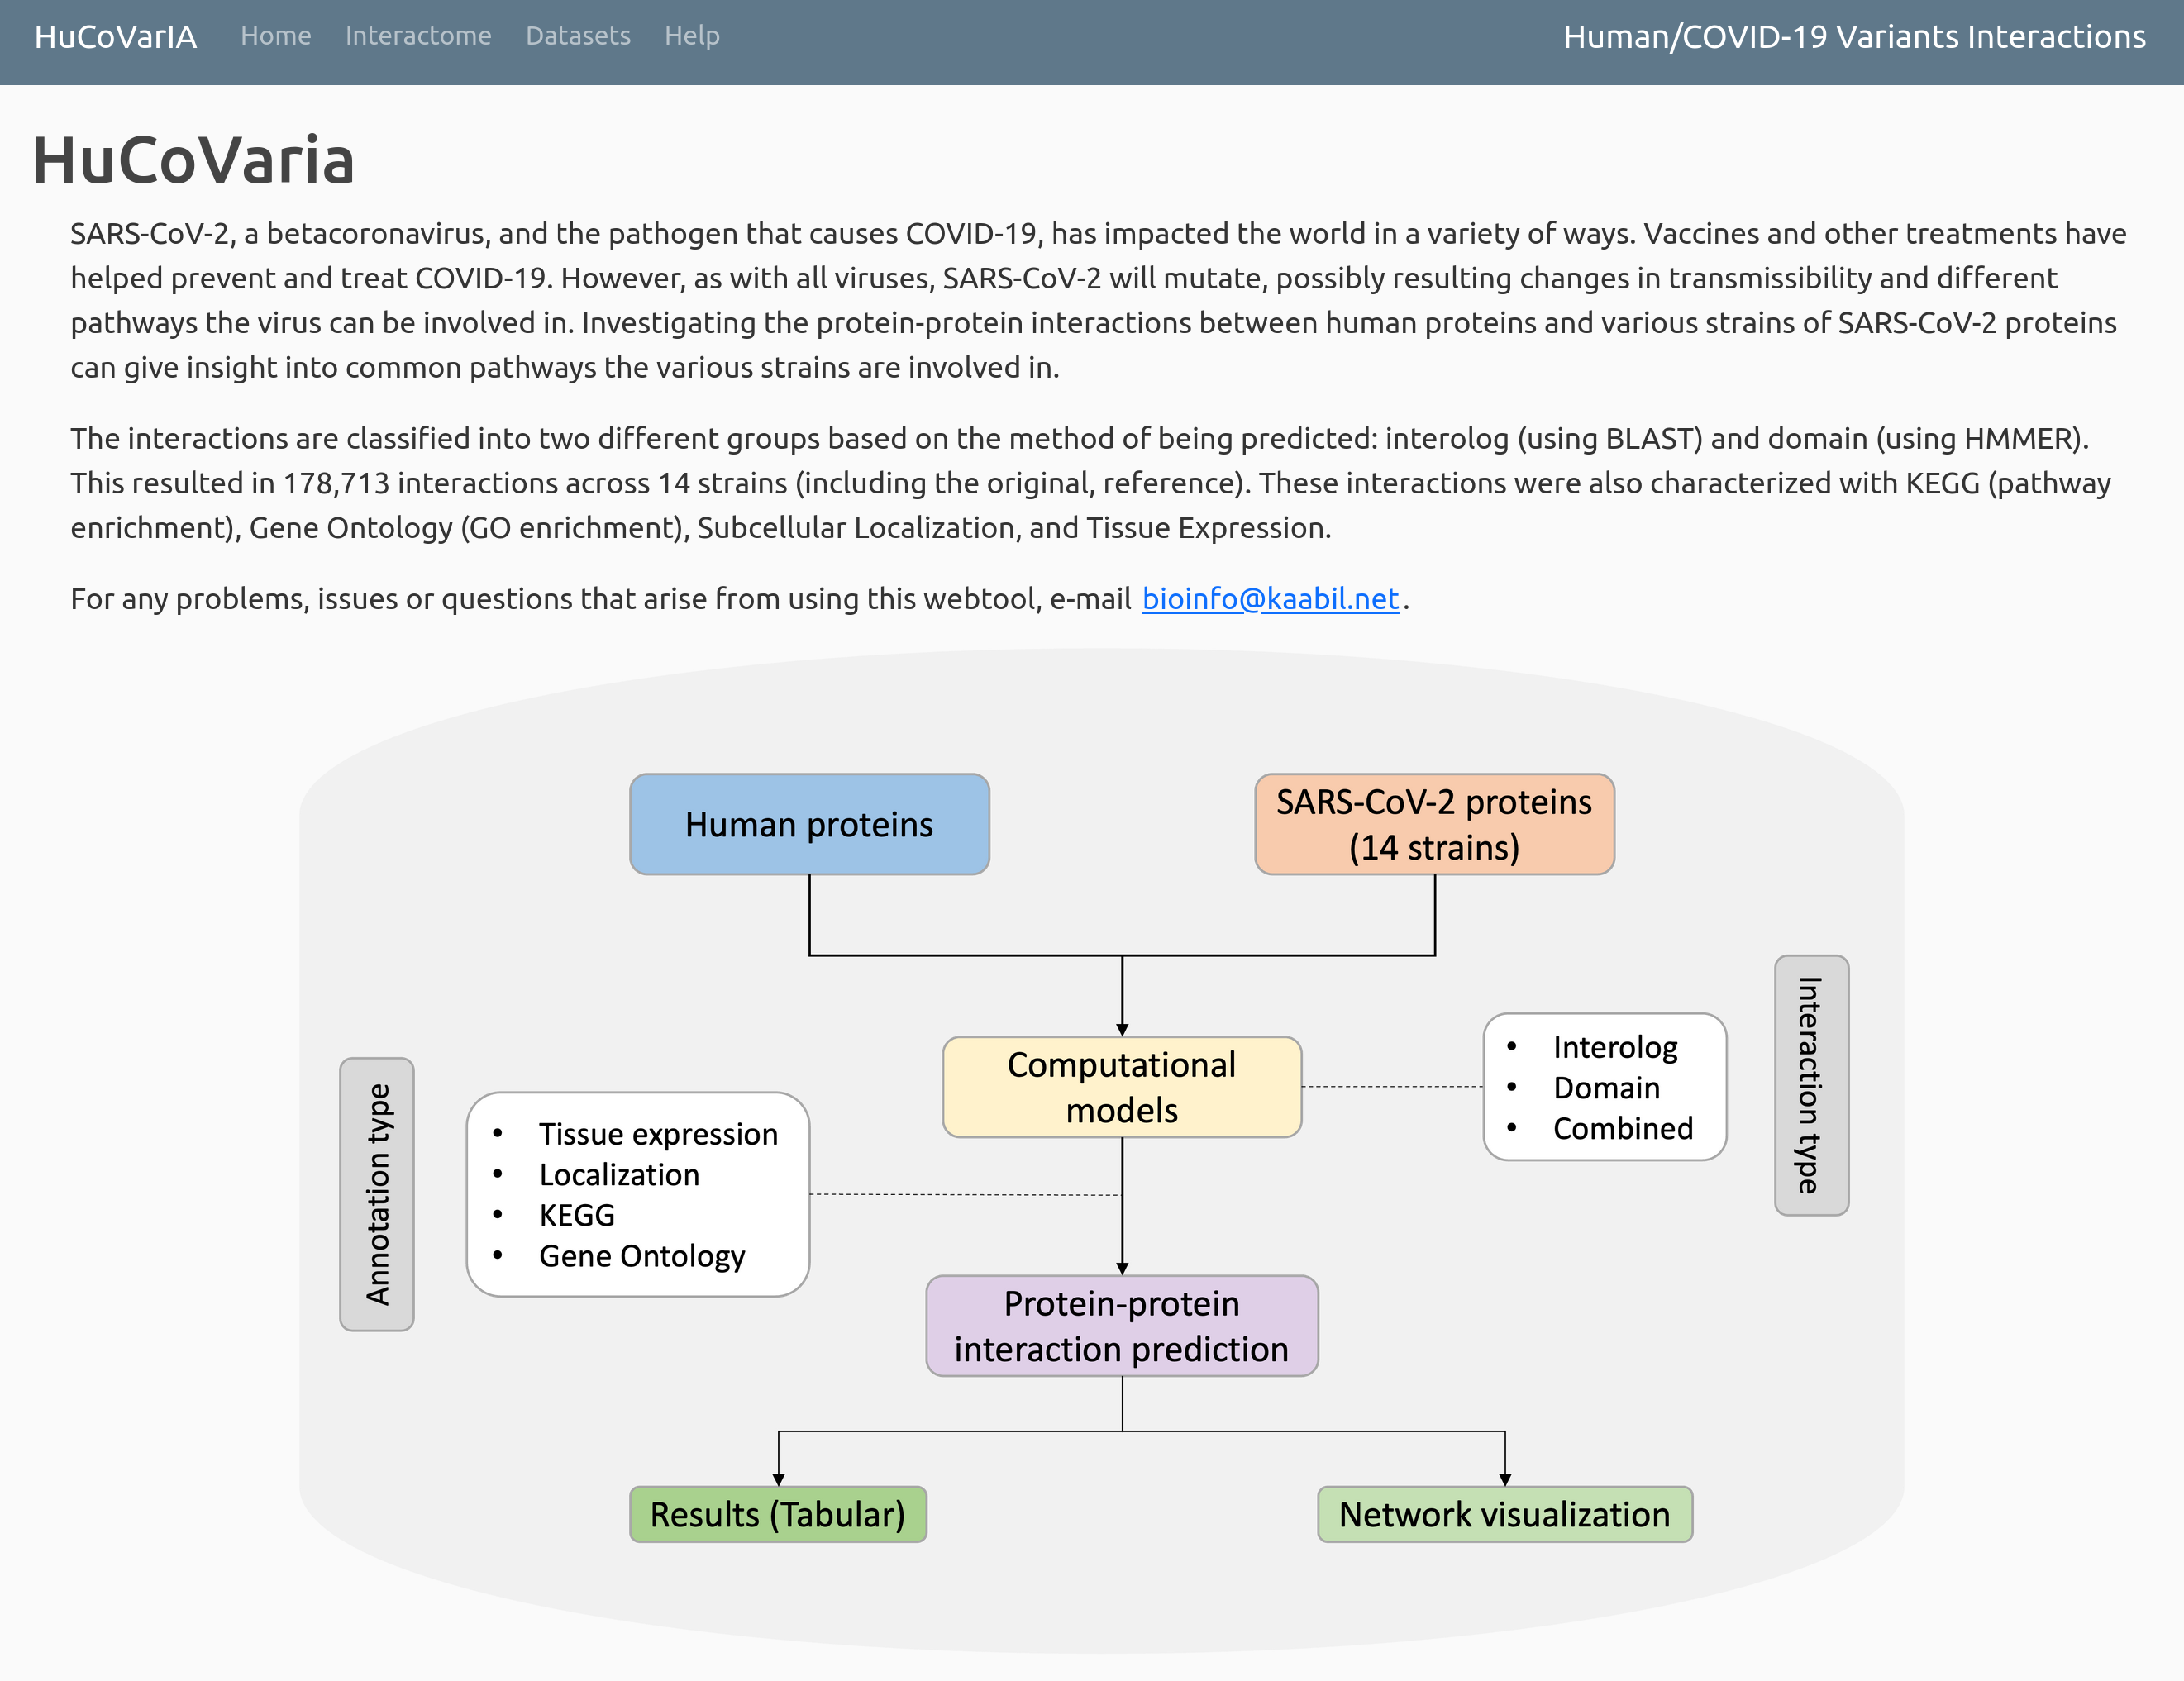 HuCoVarIA Home Interactome Datasets Help Human/COVID-19 Variants Interactions
HuCoVaria
SARS-CoV-2, a betacoronavirus, and the pathogen that causes COVID-19, has impacted the world in a variety of ways. Vaccines and other treatments have
helped prevent and treat COVID-19. However, as with all viruses, SARS-CoV-2 will mutate, possibly resulting changes in transmissibility and different
pathways the virus can be involved in. Investigating the protein-protein interactions between human proteins and various strains of SARS-CoV-2 proteins
can give insight into common pathways the various strains are involved in.
The interactions are classified into two different groups based on the method of being predicted: interolog (using BLAST) and domain (using HMMER).
This resulted in 178,713 interactions across 14 strains (including the original, reference). These interactions were also characterized with KEGG (pathway
enrichment), Gene Ontology (GO enrichment), Subcellular Localization, and Tissue Expression.
For any problems, issues or questions that arise from using this webtool, e-mail bioinfo@kaabil.net.
Human proteins
SARS-CoV-2 proteins
(14 strains)
Computational
models
• Interolog
• Domain
• Combined
Interaction type
Annotation type
• Tissue expression
• Localization
• KEGG
• Gene Ontology
Protein-protein
interaction prediction
Results (Tabular)
Network visualization